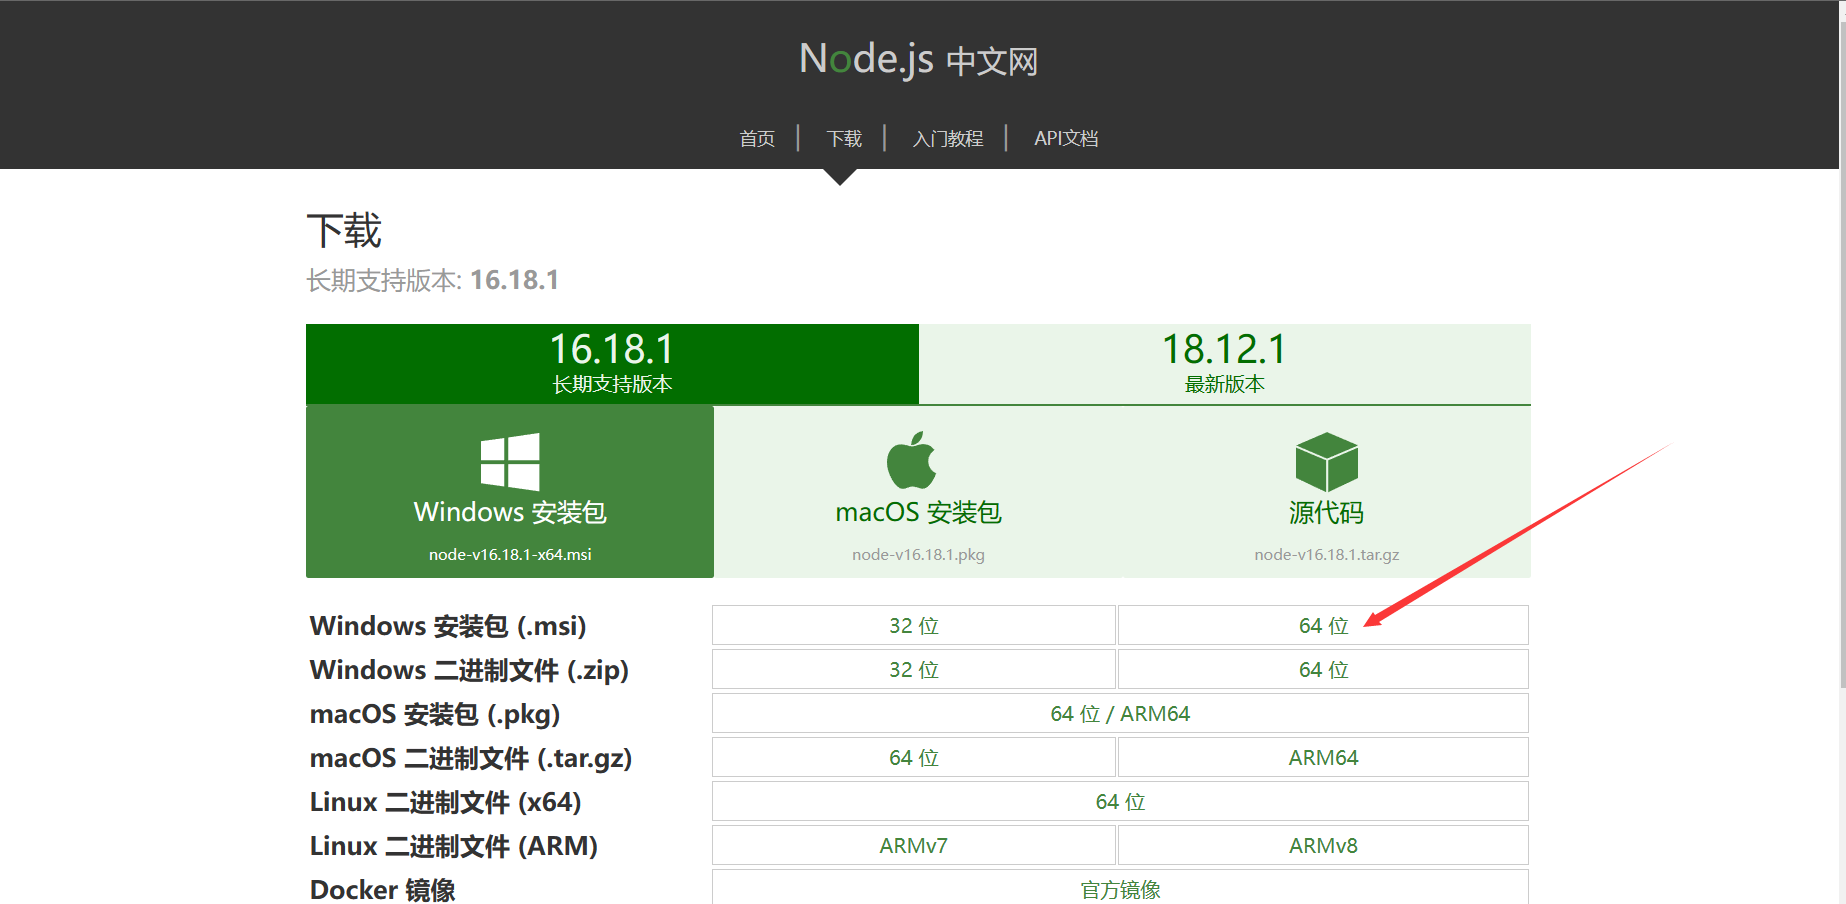 Node.js 中文网
首页 | 下载 | 入门教程 | API文档
下载
长期支持版本: 16.18.1
16.18.1
长期支持版本
18.12.1
最新版本
Windows 安装包
node-v16.18.1-x64.msi
macOS 安装包
node-v16.18.1.pkg
源代码
node-v16.18.1.tar.gz
Windows 安装包 (.msi) 32 位 64 位
Windows 二进制文件 (.zip) 32 位 64 位
macOS 安装包 (.pkg) 64 位 / ARM64
macOS 二进制文件 (.tar.gz) 64 位 ARM64
Linux 二进制文件 (x64) 64 位
Linux 二进制文件 (ARM) ARMv7 ARMv8
Docker 镜像 官方镜像